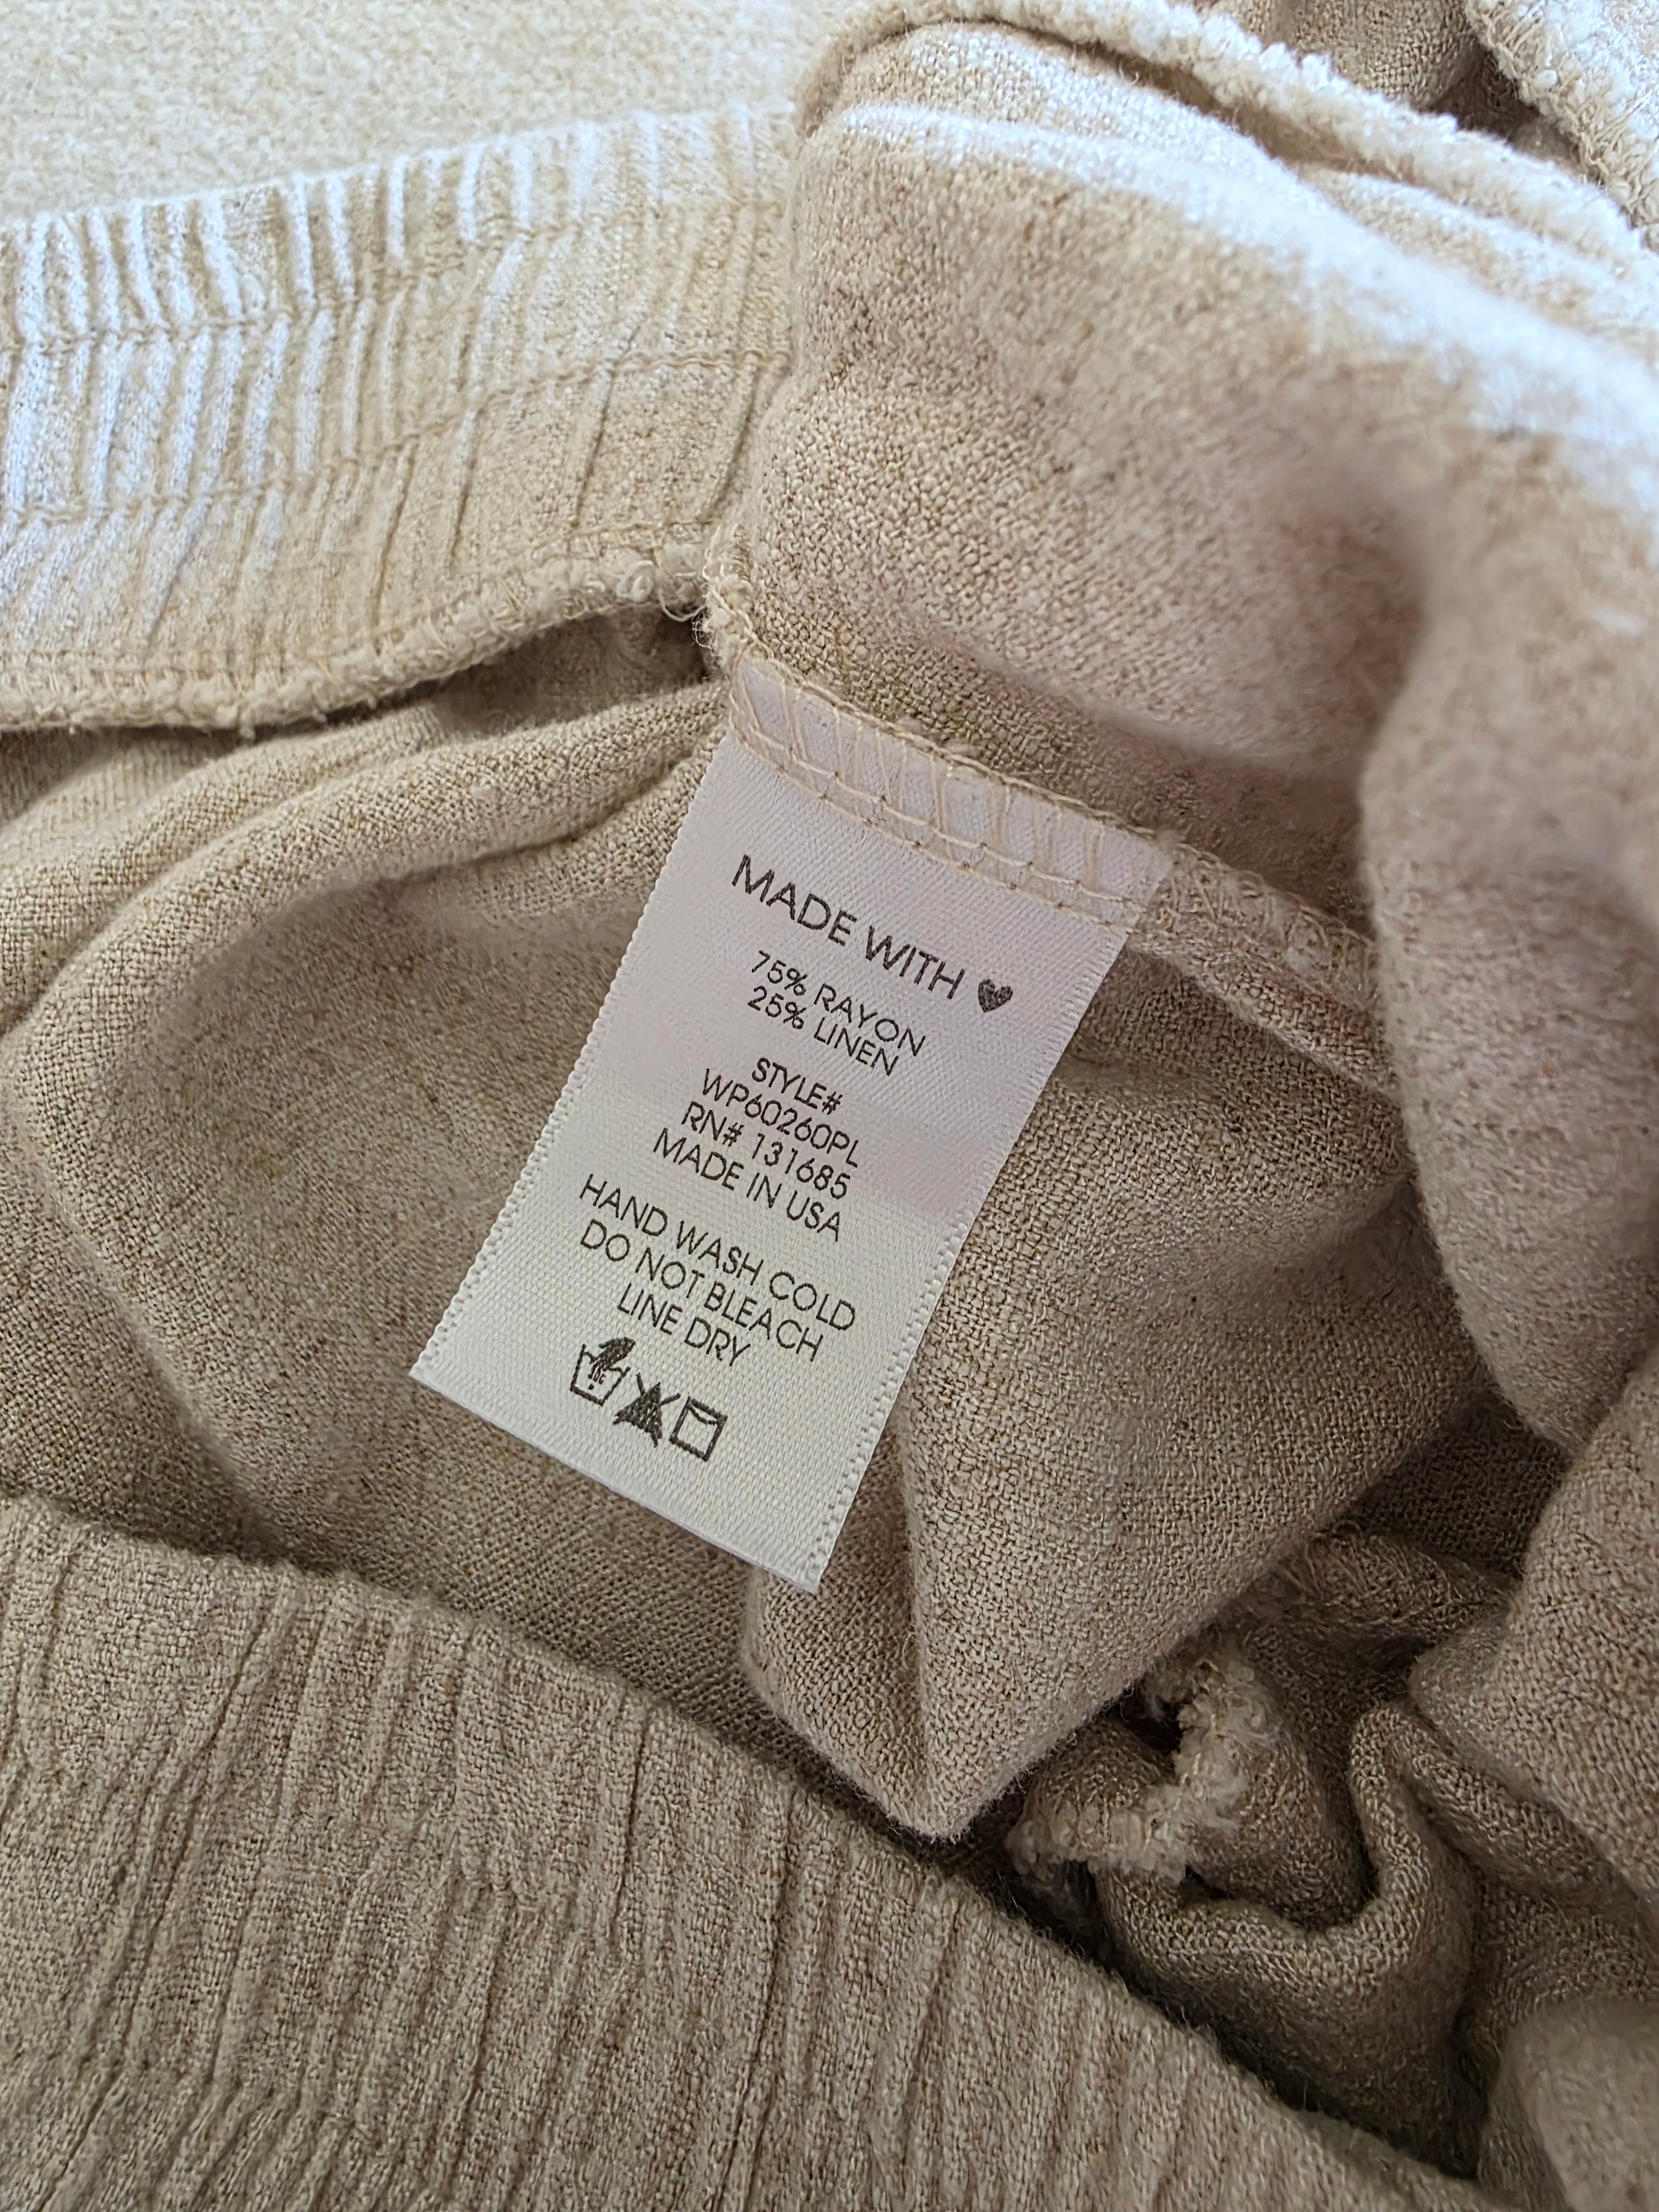 MADE WITH ♥
75% RAYON
25% LINEN
STYLE#
WP60260PL
RN# 131685
MADE IN USA
HAND WASH COLD
DO NOT BLEACH
LINE DRY